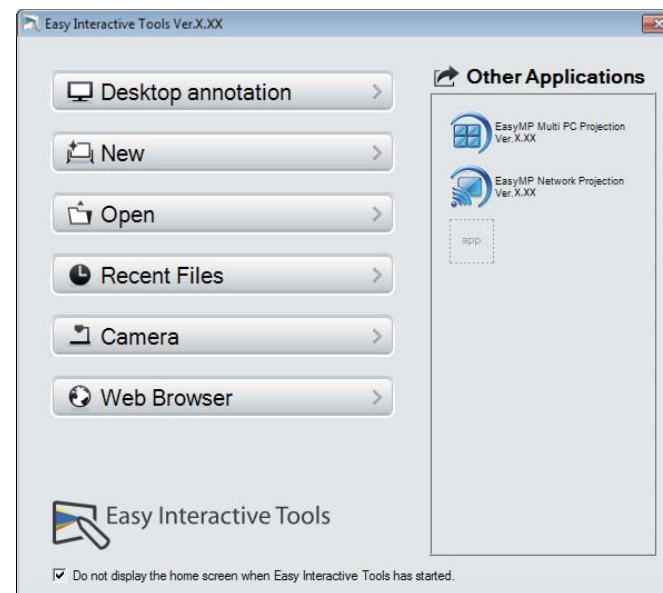 Easy Interactive Tools Ver.X.XX
Desktop annotation
New
Open
Recent Files
Camera
Web Browser
Other Applications
EasyMP Multi PC Projection
Ver.X.XX
EasyMP Network Projection
Ver.X.XX
app
Easy Interactive Tools
Do not display the home screen when Easy Interactive Tools has started.